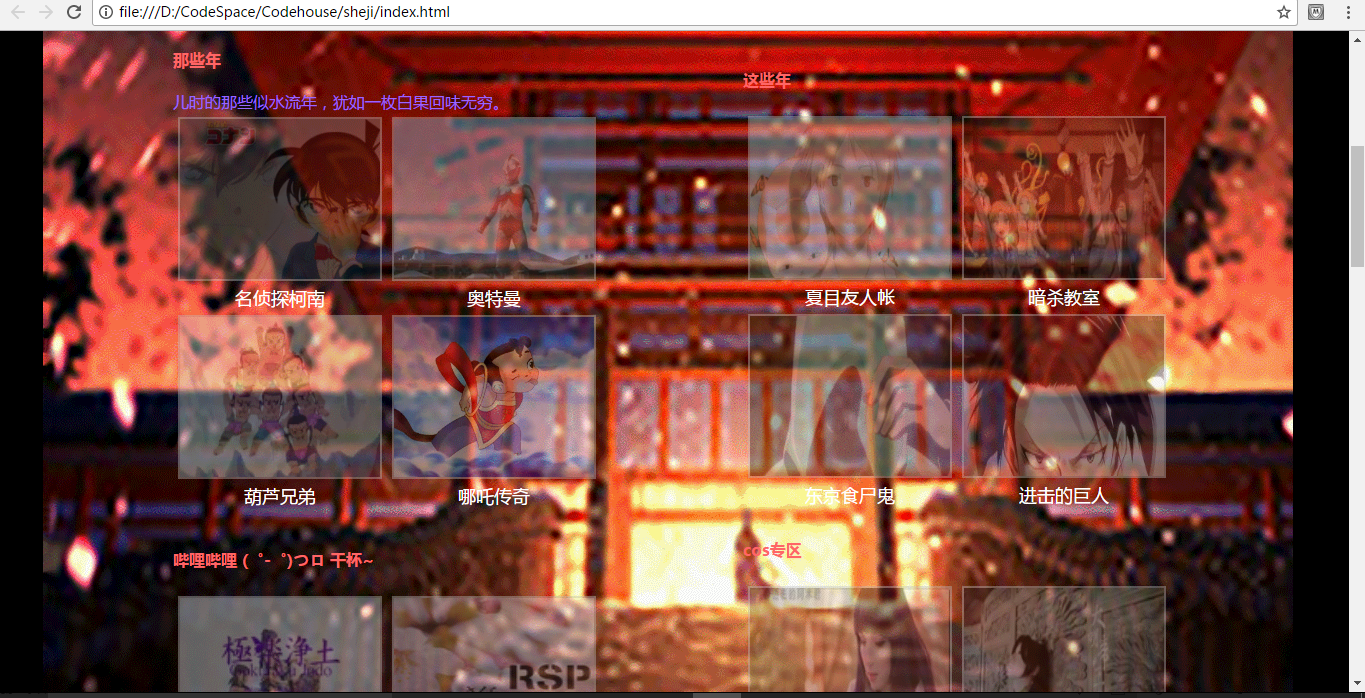 file:///D:/CodeSpace/Codehouse/sheji/index.html
那些年
儿时的那些似水流年，犹如一枚白果回味无穷。
名侦探柯南
奥特曼
葫芦兄弟
哪吒传奇
这些年
夏目友人帐
暗杀教室
东京食尸鬼
进击的巨人
哔哩哔哩 ( ゜- ゜)つロ 干杯~
極楽浄土
Gokuraku Jodo
RSP
cos专区